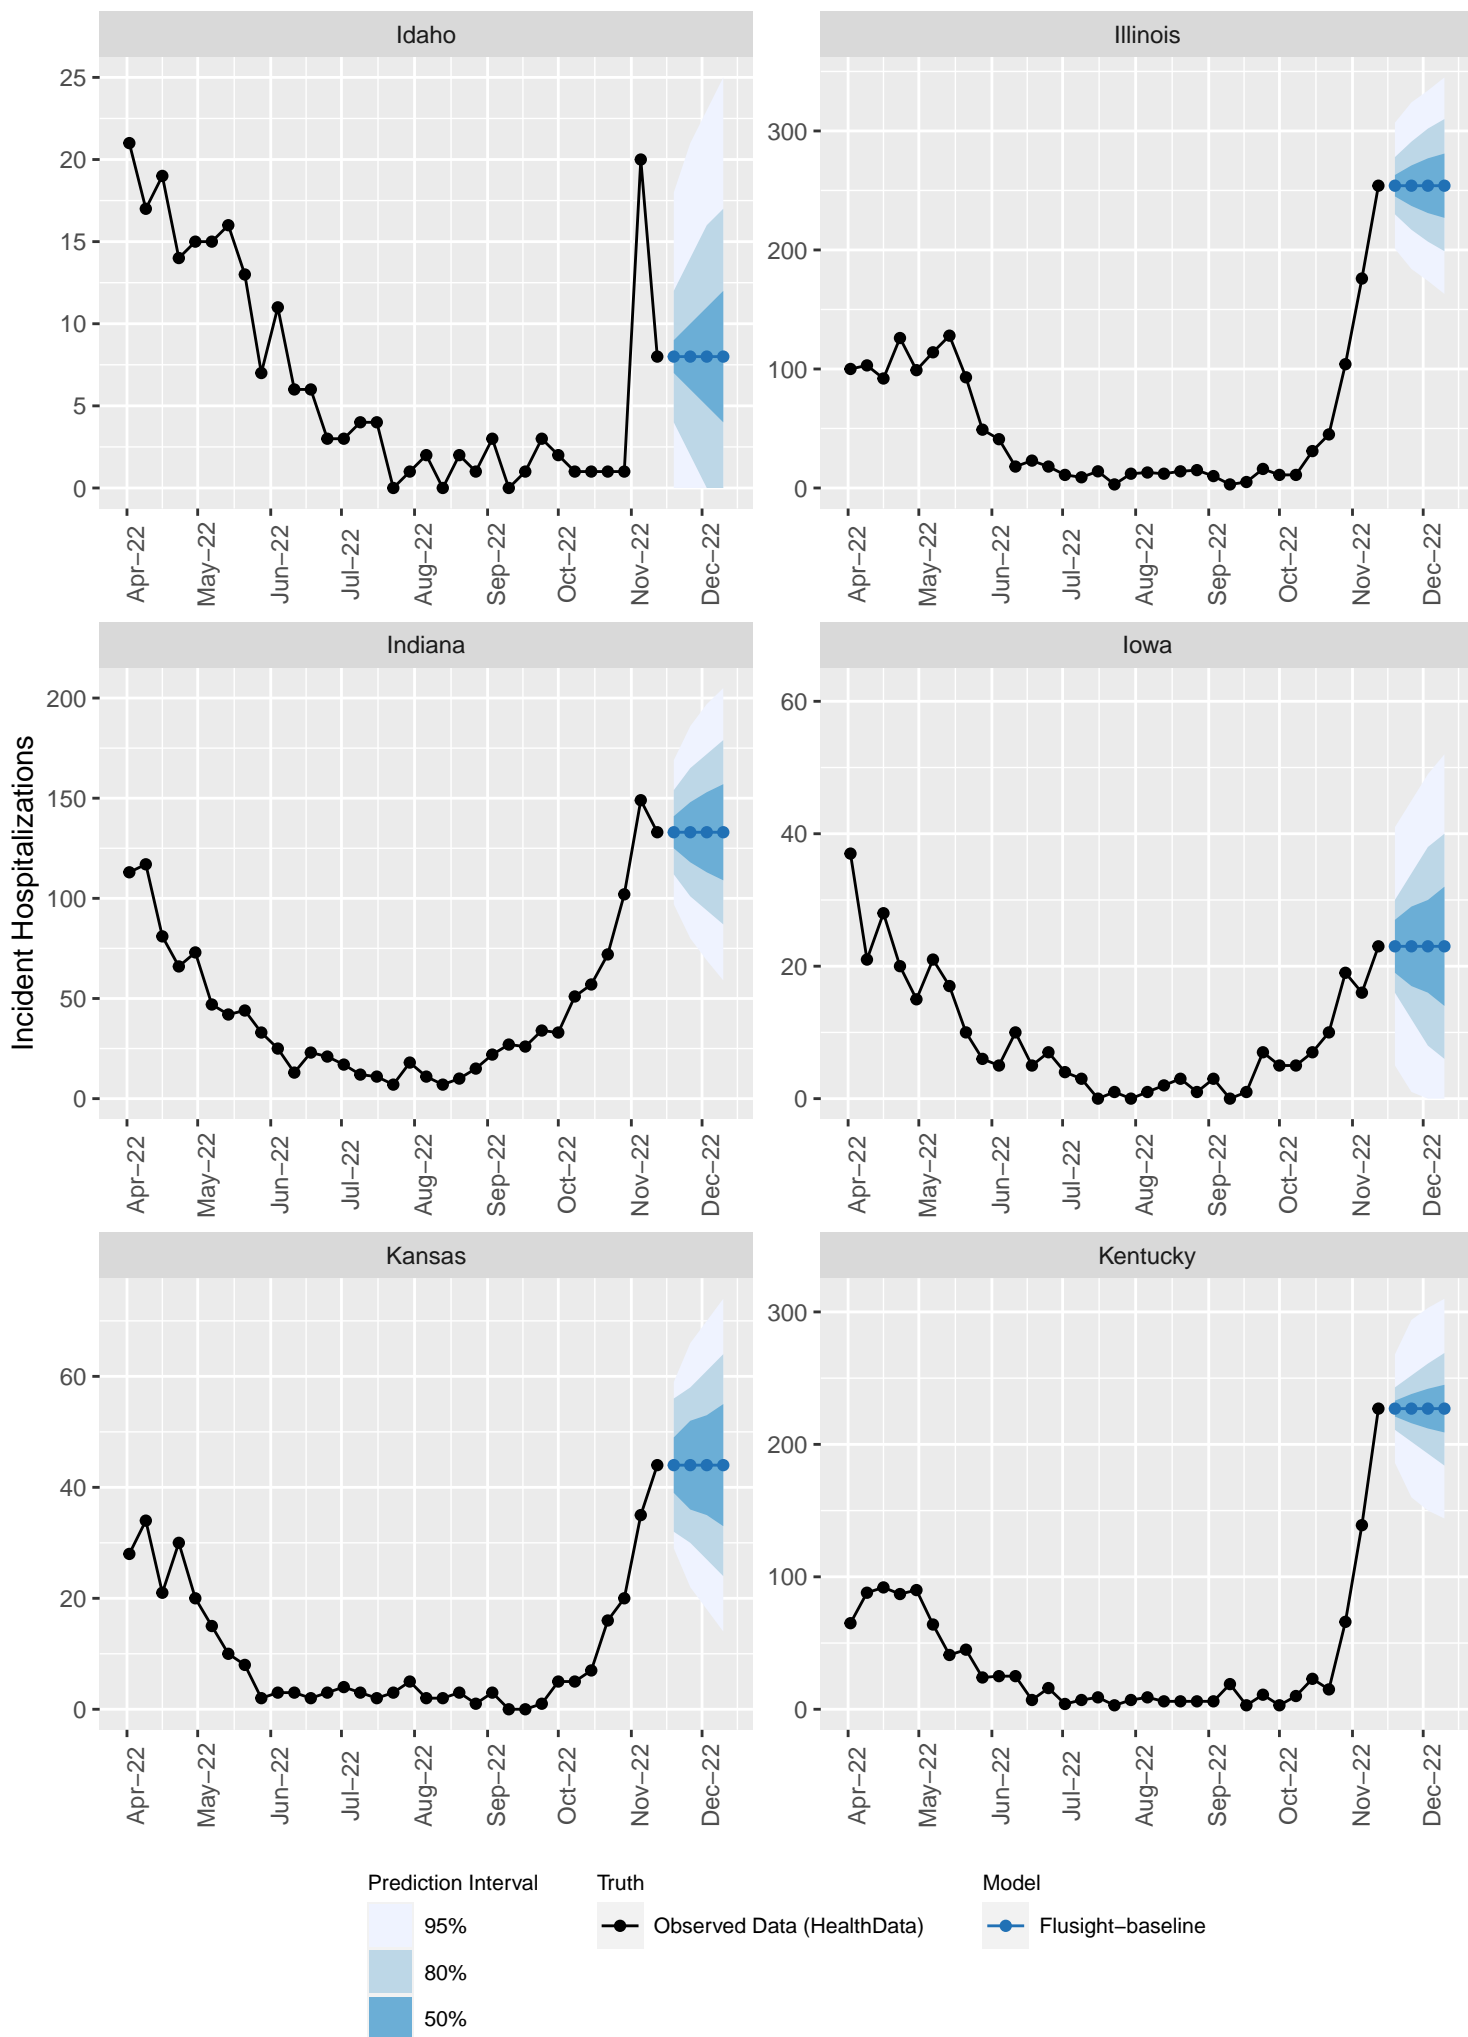 Idaho
Illinois
25
20
15
10
5
0
300
200
100
0
Apr−22
May−22
Jun−22
Jul−22
Aug−22
Sep−22
Oct−22
Nov−22
Dec−22
Apr−22
May−22
Jun−22
Jul−22
Aug−22
Sep−22
Oct−22
Nov−22
Dec−22
Incident Hospitalizations
Indiana
Iowa
200
150
100
50
0
60
40
20
0
Apr−22
May−22
Jun−22
Jul−22
Aug−22
Sep−22
Oct−22
Nov−22
Dec−22
Apr−22
May−22
Jun−22
Jul−22
Aug−22
Sep−22
Oct−22
Nov−22
Dec−22
Kansas
Kentucky
60
40
20
0
300
200
100
0
Apr−22
May−22
Jun−22
Jul−22
Aug−22
Sep−22
Oct−22
Nov−22
Dec−22
Apr−22
May−22
Jun−22
Jul−22
Aug−22
Sep−22
Oct−22
Nov−22
Dec−22
Prediction Interval
95%
80%
50%
Truth
Observed Data (HealthData)
Model
Flusight−baseline